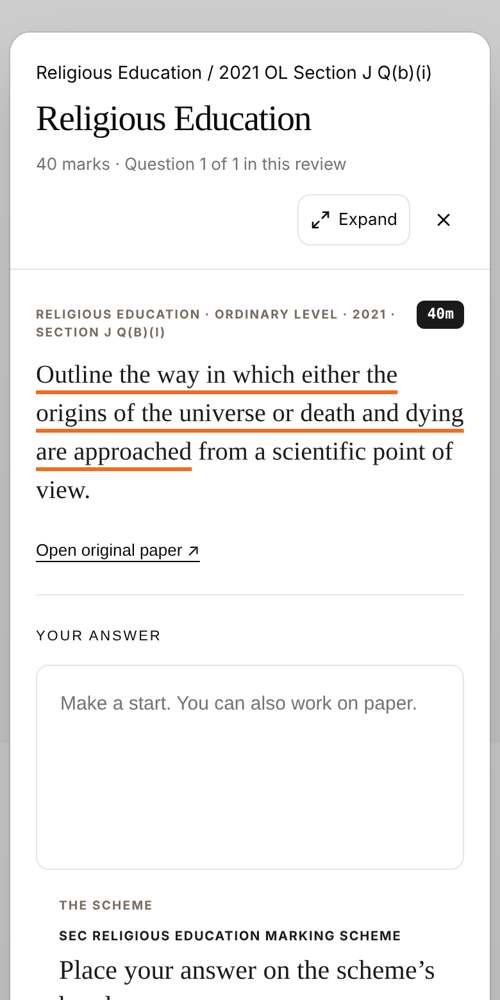 Religious Education / 2021 OL Section J Q(b)(i)
Religious Education
40 marks · Question 1 of 1 in this review
Expand
RELIGIOUS EDUCATION · ORDINARY LEVEL · 2021 ·
SECTION J Q(B)(I)
40m
Outline the way in which either the
origins of the universe or death and dying
are approached from a scientific point of
view.
Open original paper ↗
YOUR ANSWER
Make a start. You can also work on paper.
THE SCHEME
SEC RELIGIOUS EDUCATION MARKING SCHEME
Place your answer on the scheme’s